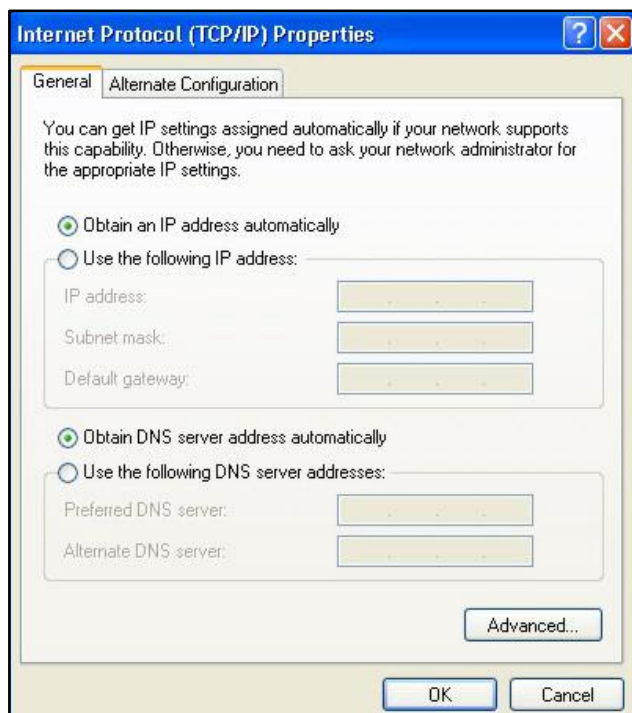 Internet Protocol (TCP/IP) Properties
General
Alternate Configuration
You can get IP settings assigned automatically if your network supports
this capability. Otherwise, you need to ask your network administrator for
the appropriate IP settings.
Obtain an IP address automatically
Use the following IP address:
IP address:
Subnet mask:
Default gateway:
Obtain DNS server address automatically
Use the following DNS server addresses:
Preferred DNS server:
Alternate DNS server:
Advanced...
OK
Cancel